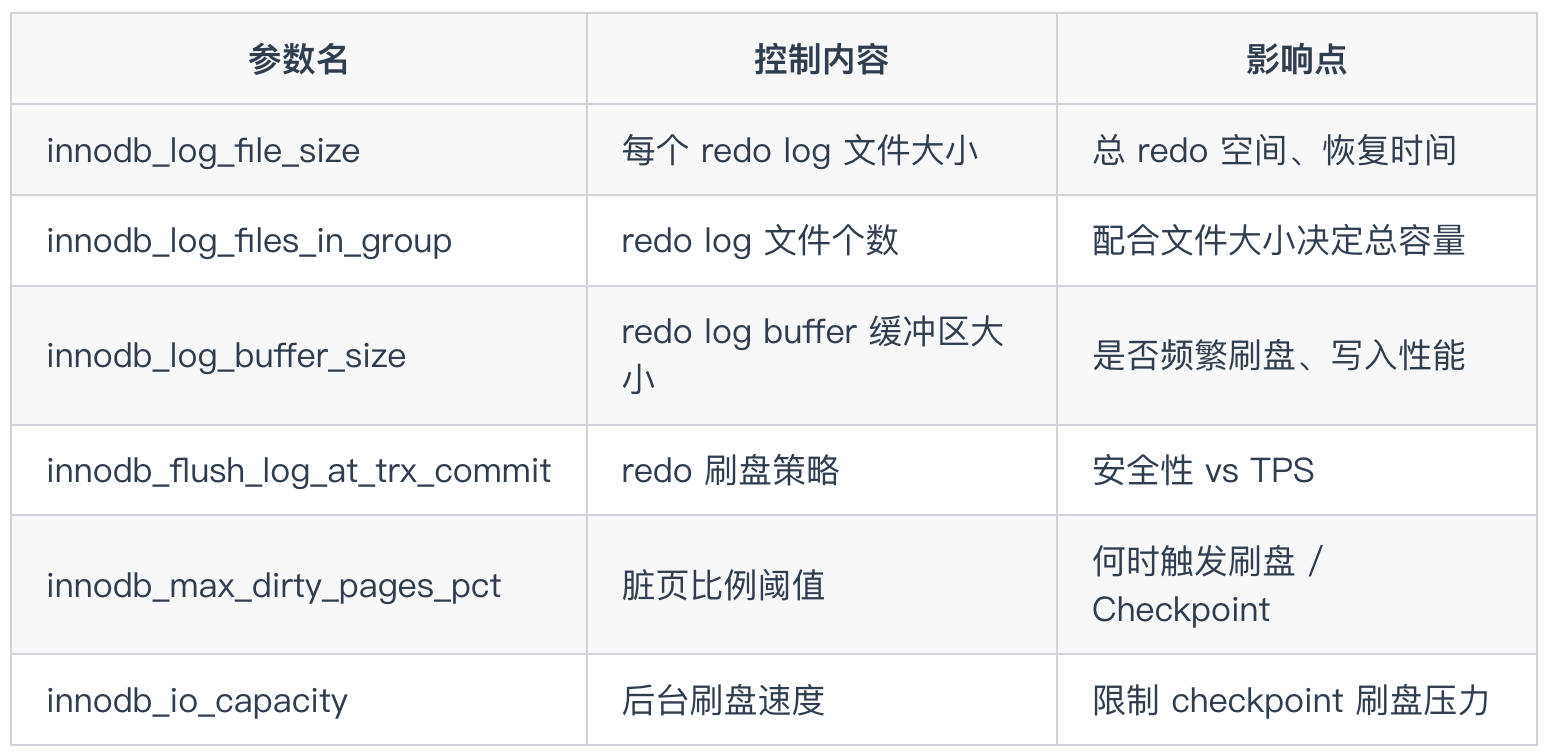 参数名 控制内容 影响点
innodb_log_file_size 每个 redo log 文件大小 总 redo 空间、恢复时间
innodb_log_files_in_group redo log 文件个数 配合文件大小决定总容量
innodb_log_buffer_size redo log buffer 缓冲区大
小 是否频繁刷盘、写入性能
innodb_flush_log_at_trx_commit redo 刷盘策略 安全性 vs TPS
innodb_max_dirty_pages_pct 脏页比例阈值 何时触发刷盘 /
Checkpoint
innodb_io_capacity 后台刷盘速度 限制 checkpoint 刷盘压力